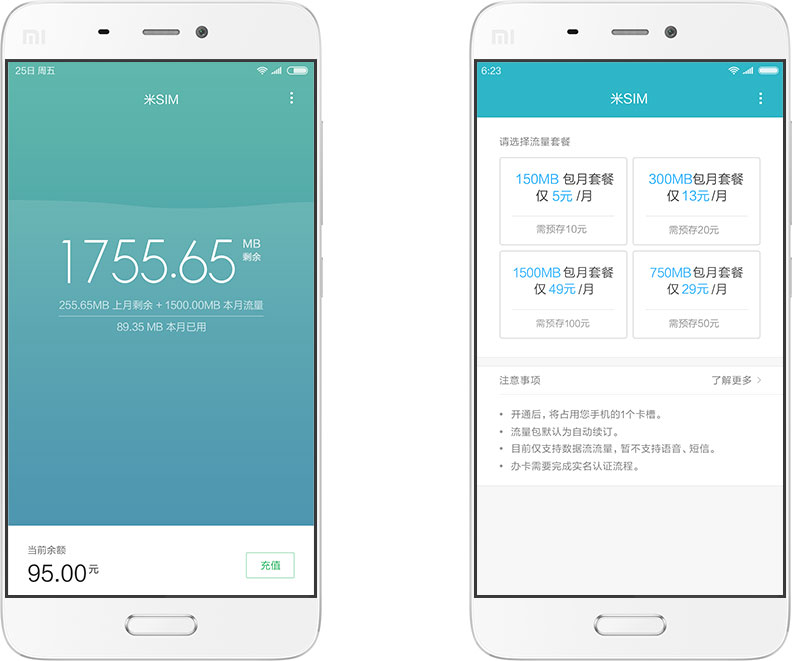 mi
25日 周五
米SIM
1755.65 MB
剩余
255.65MB 上月剩余 + 1500.00MB 本月流量
89.35 MB 本月已用
当前余额
95.00元
充值
mi
6:23
米SIM
请选择流量套餐
150MB 包月套餐
仅 5元 /月
需预存10元
300MB包月套餐
仅 13元 /月
需预存20元
1500MB 包月套餐
仅 49元 /月
需预存100元
750MB包月套餐
仅 29元 /月
需预存50元
注意事项
了解更多 >
• 开通后，将占用您手机的1个卡槽。
• 流量包默认为自动续订。
• 目前仅支持数据流流量，暂不支持语音、短信。
• 办卡需要完成实名认证流程。